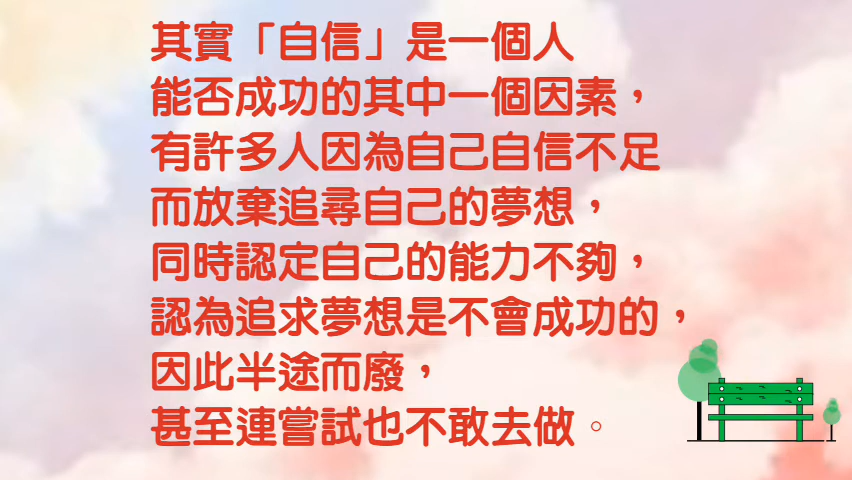 其實「自信」是一個人
能否成功的其中一個因素，
有許多人因為自己自信不足
而放棄追尋自己的夢想，
同時認定自己的能力不夠，
認為追求夢想是不會成功的，
因此半途而廢，
甚至連嘗試也不敢去做。